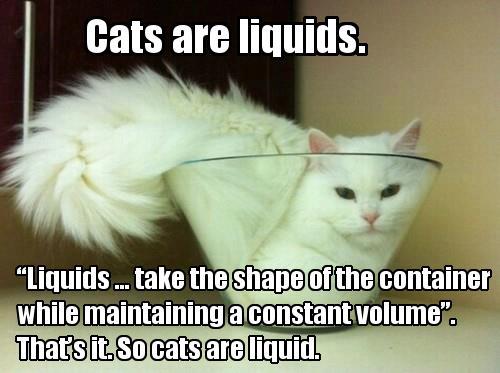 Cats are liquids.
“Liquids ... take the shape of the container
while maintaining a constant volume”.
That's it. So cats are liquid.